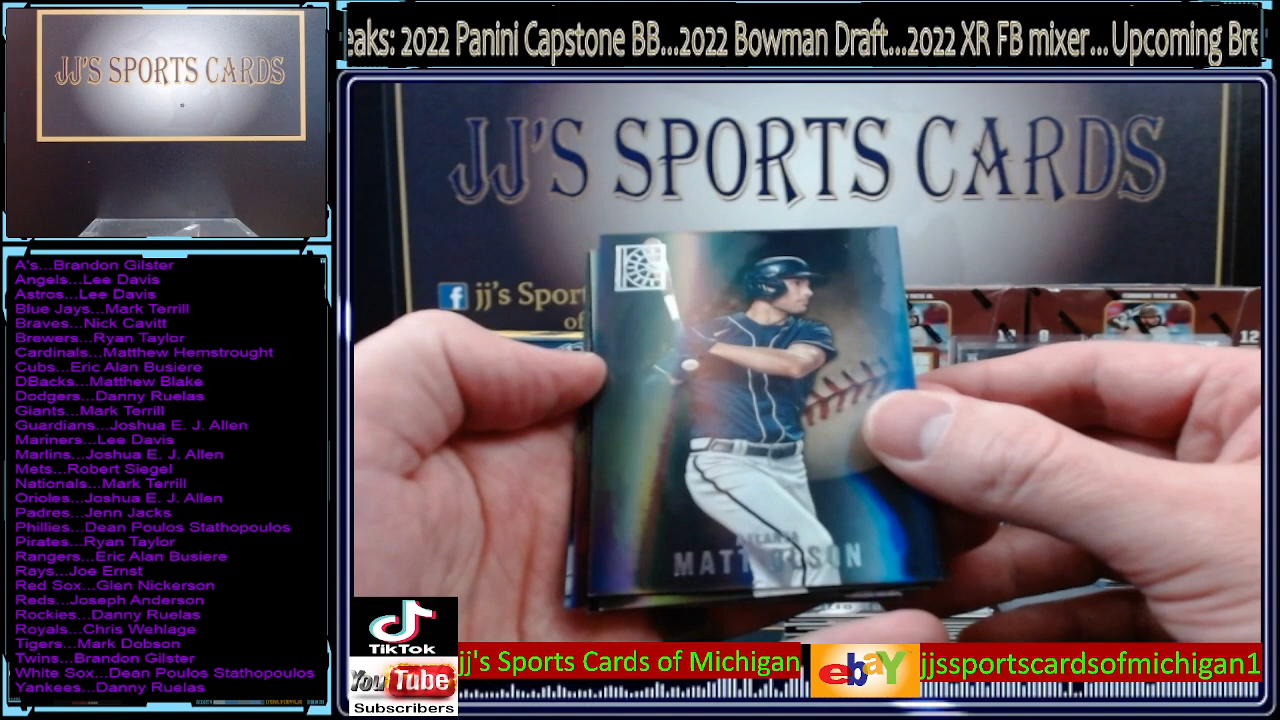 JJ'S SPORTS CARDS
eaks: 2022 Panini Capstone BB...2022 Bowman Draft...2022 XR FB mixer... Upcoming Bre
JJ'S SPORTS CARDS
jj's Spor
of
12
ATLANTA
MATT OLSON
A's...Brandon Gilster
Angels...Lee Davis
Astros...Lee Davis
Blue Jays...Mark Terrill
Braves...Nick Cavitt
Brewers...Ryan Taylor
Cardinals...Matthew Hemstrought
Cubs...Eric Alan Busiere
DBacks...Matthew Blake
Dodgers...Danny Ruelas
Giants...Mark Terrill
Guardians...Joshua E. J. Allen
Mariners...Lee Davis
Marlins...Joshua E. J. Allen
Mets...Robert Siegel
Nationals...Mark Terrill
Orioles...Joshua E. J. Allen
Padres...Jenn Jacks
Phillies...Dean Poulos Stathopoulos
Pirates...Ryan Taylor
Rangers...Eric Alan Busiere
Rays...Joe Ernst
Red Sox...Glen Nickerson
Reds...Joseph Anderson
Rockies...Danny Ruelas
Royals...Chris Wehlage
Tigers...Mark Dobson
Twins...Brandon Gilster
White Sox...Dean Poulos Stathopoulos
Yankees...Danny Ruelas
TikTok
YouTube
Subscribers
jj's Sports Cards of Michigan
ebay
jjssportscardsofmichigan1